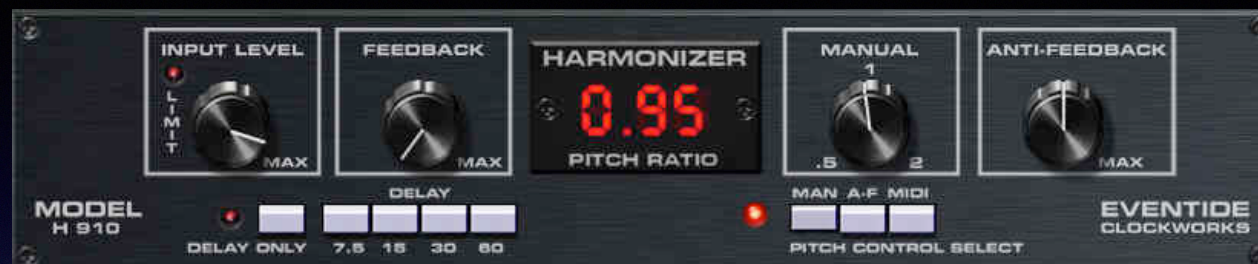 INPUT LEVEL
LIMIT
MAX
FEEDBACK
MAX
HARMONIZER
0.95
PITCH RATIO
MANUAL
1
.5 2
ANTI-FEEDBACK
MAX
MODEL
H 910
DELAY
DELAY ONLY 7.5 15 30 60
MAN A-F MIDI
PITCH CONTROL SELECT
EVENTIDE
CLOCKWORKS